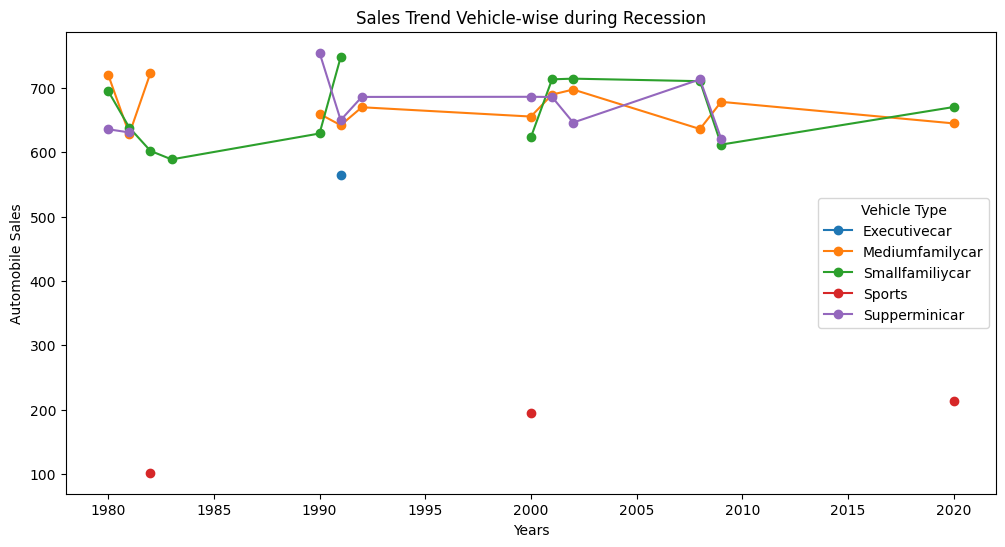 Sales Trend Vehicle-wise during Recession
Automobile Sales
700
600
500
400
300
200
100
Vehicle Type
Executivecar
Mediumfamilycar
Smallfamiliycar
Sports
Supperminicar
1980
1985
1990
1995
2000
2005
2010
2015
2020
Years